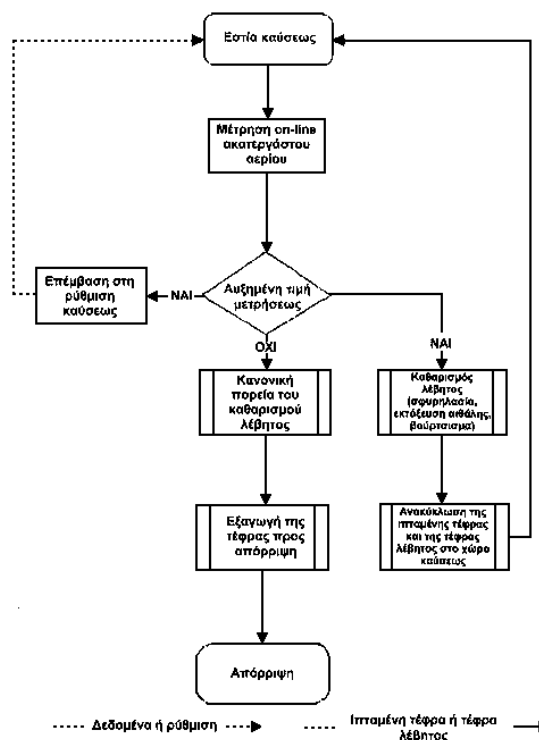 Εστία καύσεως
Μέτρηση on-line
ακατεργάστου
αερίου
Αυξημένη τιμή
μετρήσεως
Επέμβαση στη
ρύθμιση
καύσεως
ΝΑΙ
ΟΧΙ
ΝΑΙ
Κανονική
πορεία του
καθαρισμού
λέβητος
Καθαρισμός
λέβητος
(σφυρηλασία,
εκτόξευση αιθάλης,
βούρτσισμα)
Εξαγωγή της
τέφρας προς
απόρριψη
Ανακύκλωση της
ιπταμένης τέφρας
και της τέφρας
λέβητος στο χώρο
καύσεως
Απόρριψη
Δεδομένα ή ρύθμιση
Ιπταμένη τέφρα ή τέφρα
λέβητος